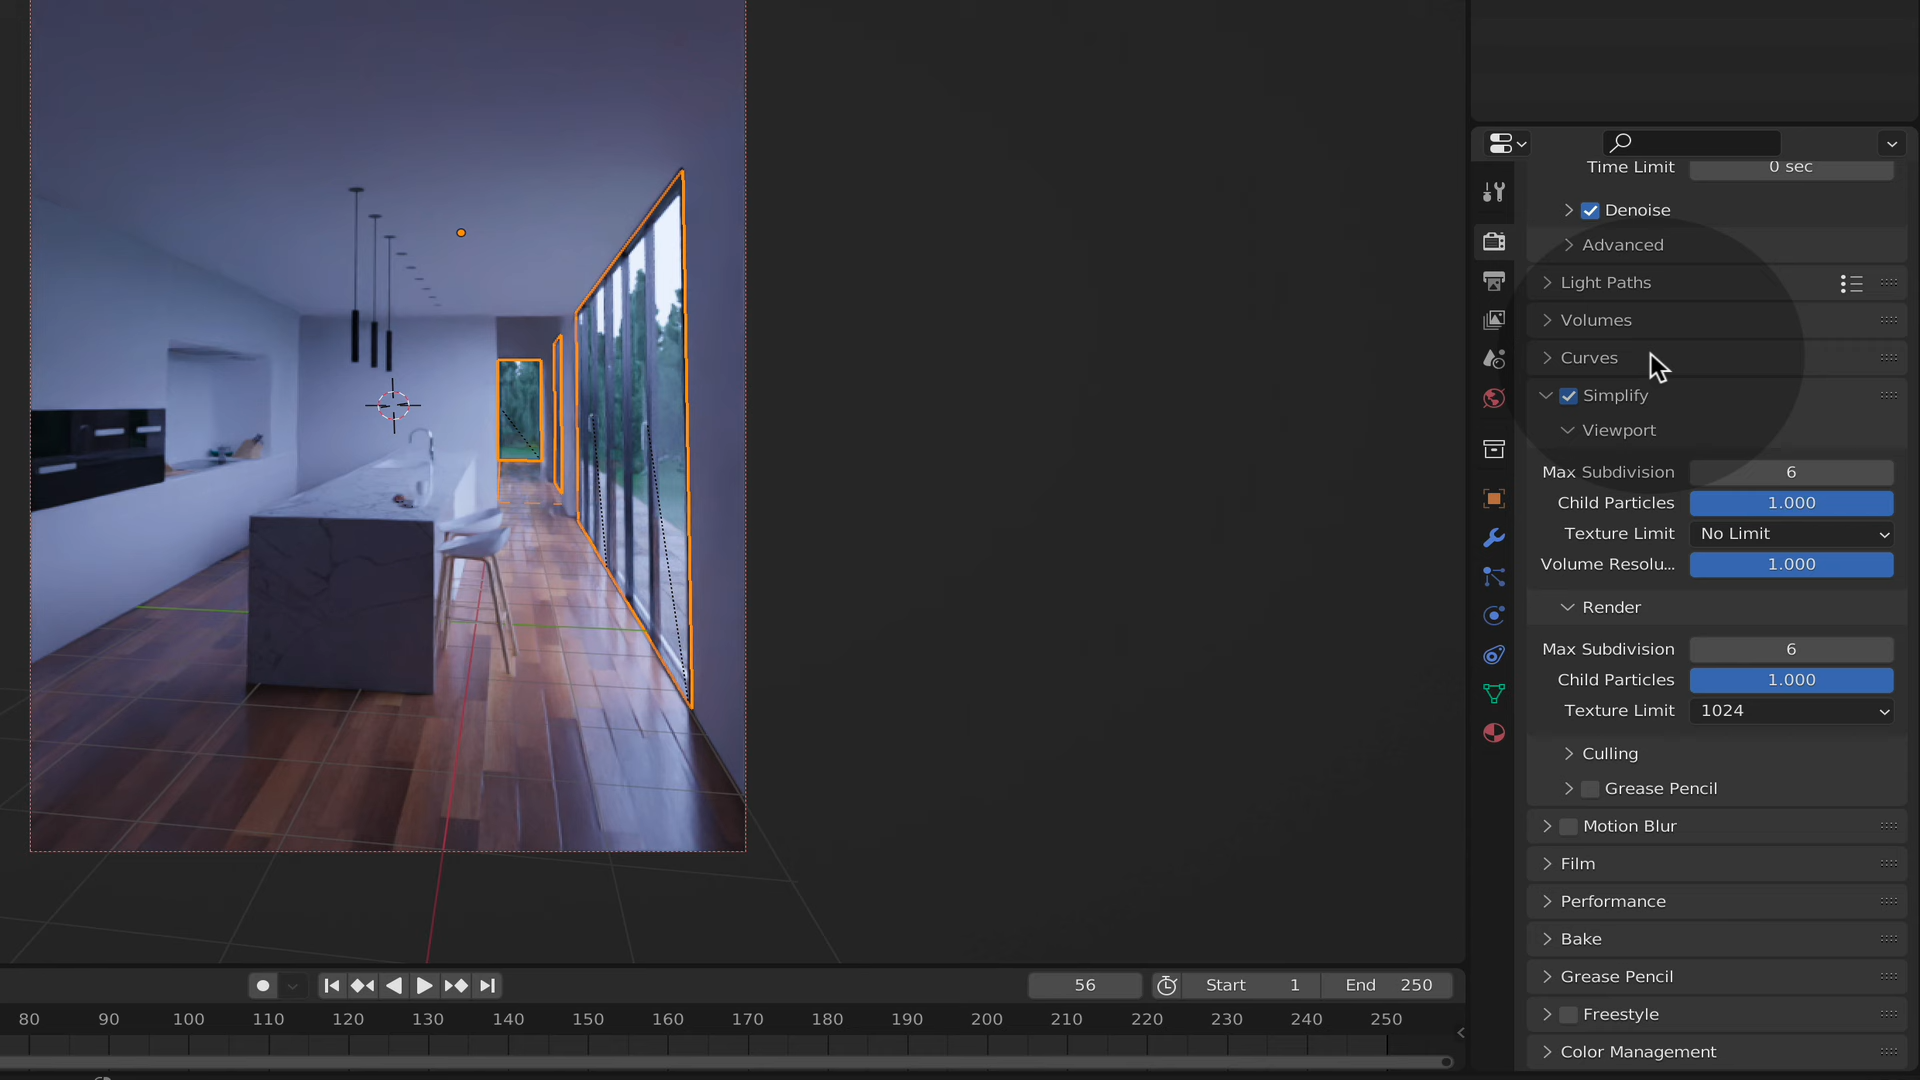 Time Limit 0 sec
Denoise
Advanced
Light Paths
Volumes
Curves
Simplify
Viewport
Max Subdivision 6
Child Particles 1.000
Texture Limit No Limit
Volume Resolu... 1.000
Render
Max Subdivision 6
Child Particles 1.000
Texture Limit 1024
Culling
Grease Pencil
Motion Blur
Film
Performance
Bake
Grease Pencil
Freestyle
Color Management
56 Start 1 End 250
80 90 100 110 120 130 140 150 160 170 180 190 200 210 220 230 240 250